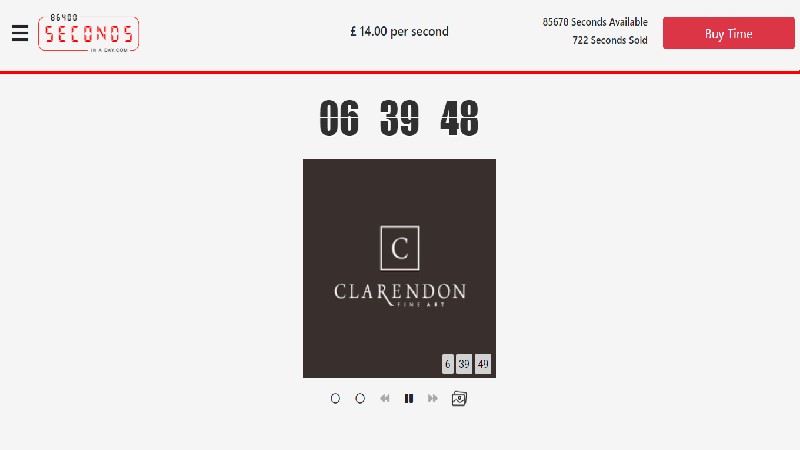 86400
SECONDS
IN A DAY.COM
£ 14.00 per second
85678 Seconds Available
722 Seconds Sold
Buy Time
06 39 48
C
CLARENDON
FINE ART
6 39 49